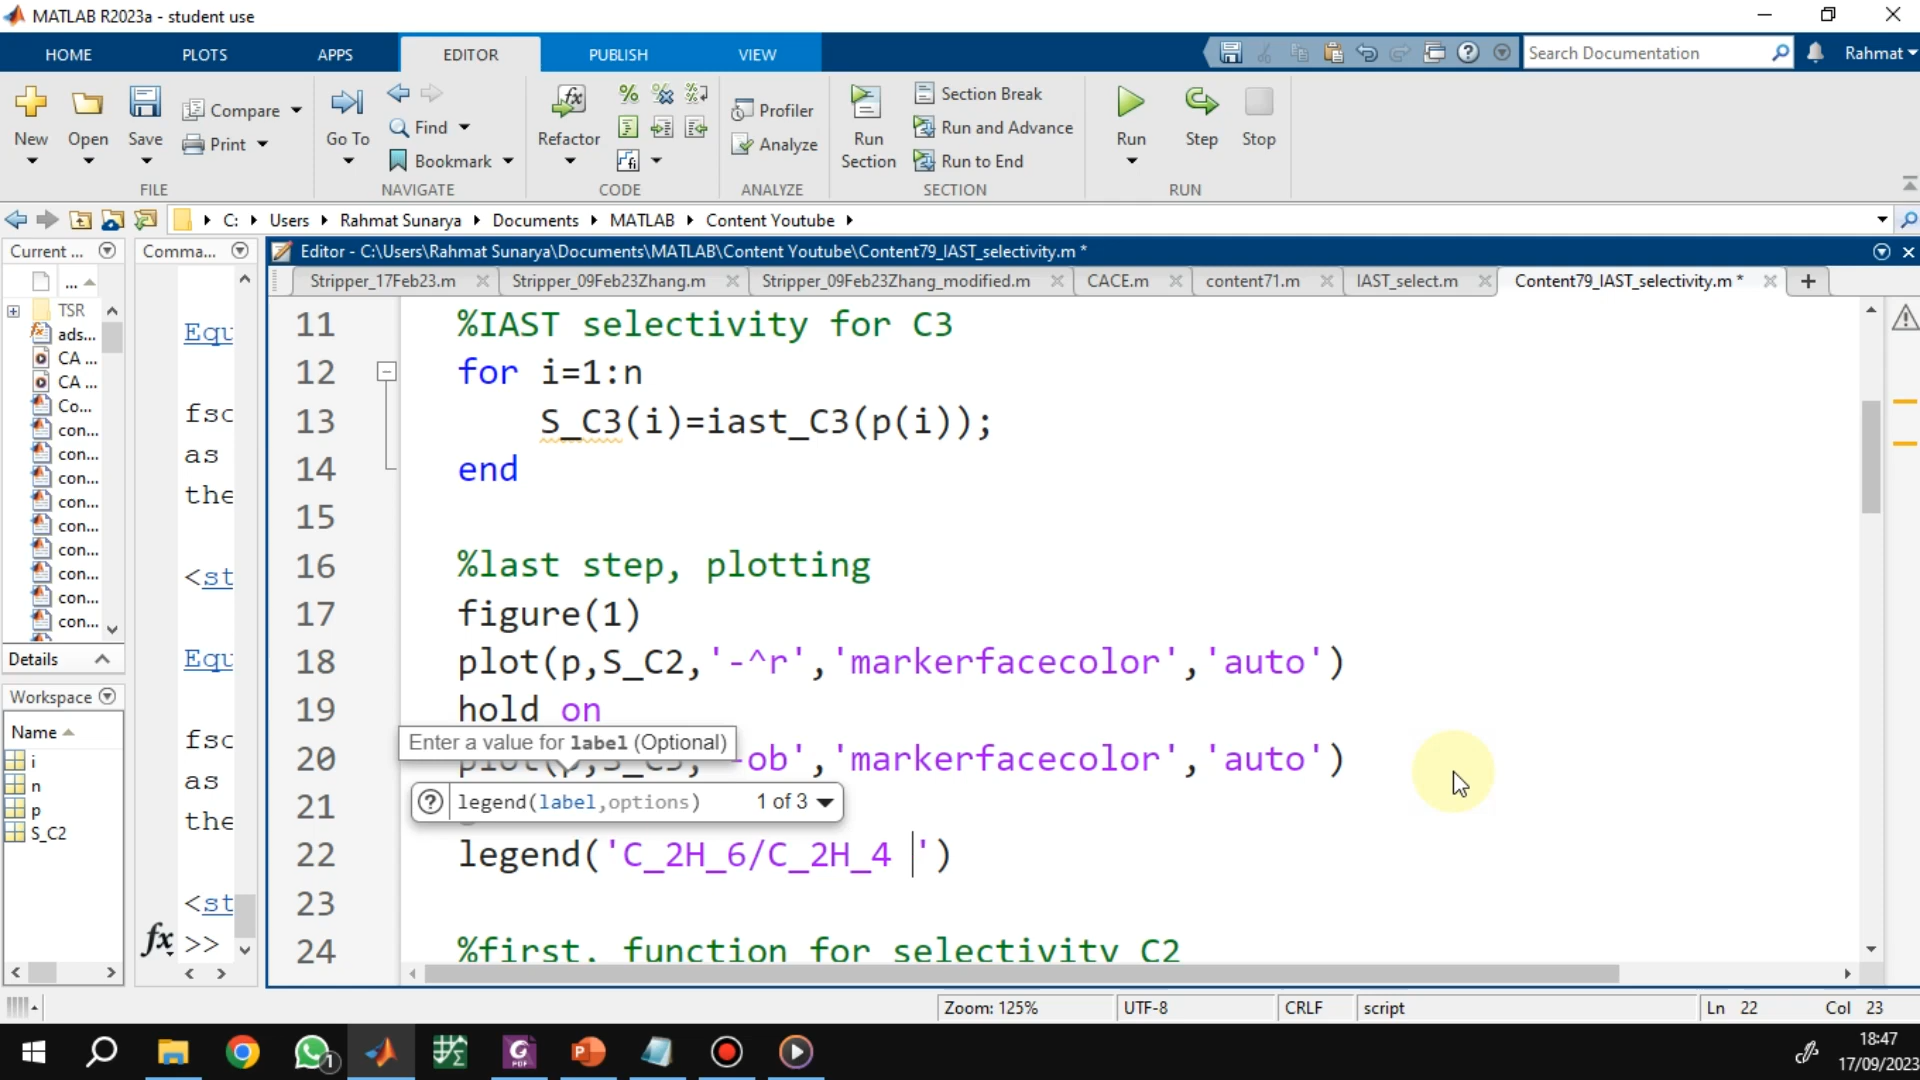 MATLAB R2023a - student use
HOME PLOTS APPS EDITOR PUBLISH VIEW
Search Documentation
Rahmat
New Open Save Compare Print
FILE
Go To Find Bookmark
NAVIGATE
Refactor
CODE
Profiler
Analyze
ANALYZE
Run Section
Section Break
Run and Advance
Run to End
SECTION
Run Step Stop
RUN
C: Users Rahmat Sunarya Documents MATLAB Content Youtube
Current ...
Comma...
Editor - C:\Users\Rahmat Sunarya\Documents\MATLAB\Content Youtube\Content79_IAST_selectivity.m *
Stripper_17Feb23.m Stripper_09Feb23Zhang.m Stripper_09Feb23Zhang_modified.m CACE.m content71.m IAST_select.m Content79_IAST_selectivity.m *
...
TSR
ads...
CA ...
CA ...
Co...
con...
con...
con...
con...
con...
con...
con...
con...
con...
Details
Workspace
Name
i
n
p
S_C2
Equ
fsc
as
the
<st
Equ
fsc
as
the
<st
fx >>
11 %IAST selectivity for C3
12 for i=1:n
13 S_C3(i)=iast_C3(p(i));
14 end
15
16 %last step, plotting
17 figure(1)
18 plot(p,S_C2,'-^r','markerfacecolor','auto')
19 hold on
Enter a value for label (Optional)
20 plot(p,S_C3,'-ob','markerfacecolor','auto')
21
legend(label,options) 1 of 3
22 legend('C_2H_6/C_2H_4 ')
23
24 %first, function for selectivity C2
Zoom: 125% UTF-8 CRLF script Ln 22 Col 23
1
18:47
17/09/2023